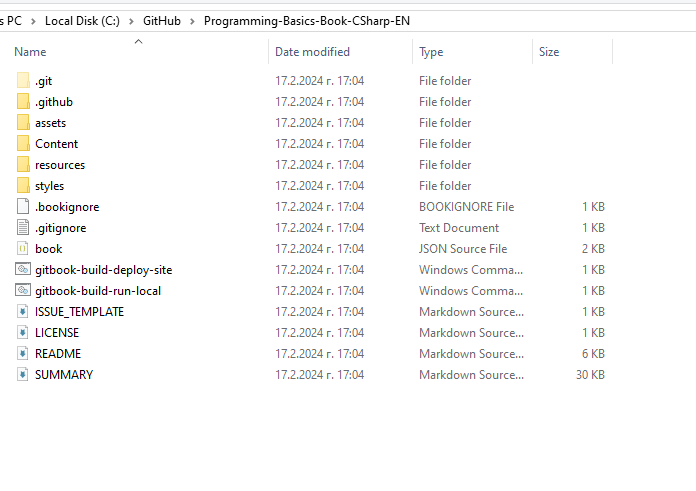 s PC > Local Disk (C:) > GitHub > Programming-Basics-Book-CSharp-EN
Name Date modified Type Size
.git 17.2.2024 г. 17:04 File folder
.github 17.2.2024 г. 17:04 File folder
assets 17.2.2024 г. 17:04 File folder
Content 17.2.2024 г. 17:04 File folder
resources 17.2.2024 г. 17:04 File folder
styles 17.2.2024 г. 17:04 File folder
.bookignore 17.2.2024 г. 17:04 BOOKIGNORE File 1 KB
.gitignore 17.2.2024 г. 17:04 Text Document 1 KB
book 17.2.2024 г. 17:04 JSON Source File 2 KB
gitbook-build-deploy-site 17.2.2024 г. 17:04 Windows Comma... 1 KB
gitbook-build-run-local 17.2.2024 г. 17:04 Windows Comma... 1 KB
ISSUE_TEMPLATE 17.2.2024 г. 17:04 Markdown Source... 1 KB
LICENSE 17.2.2024 г. 17:04 Markdown Source... 1 KB
README 17.2.2024 г. 17:04 Markdown Source... 6 KB
SUMMARY 17.2.2024 г. 17:04 Markdown Source... 30 KB